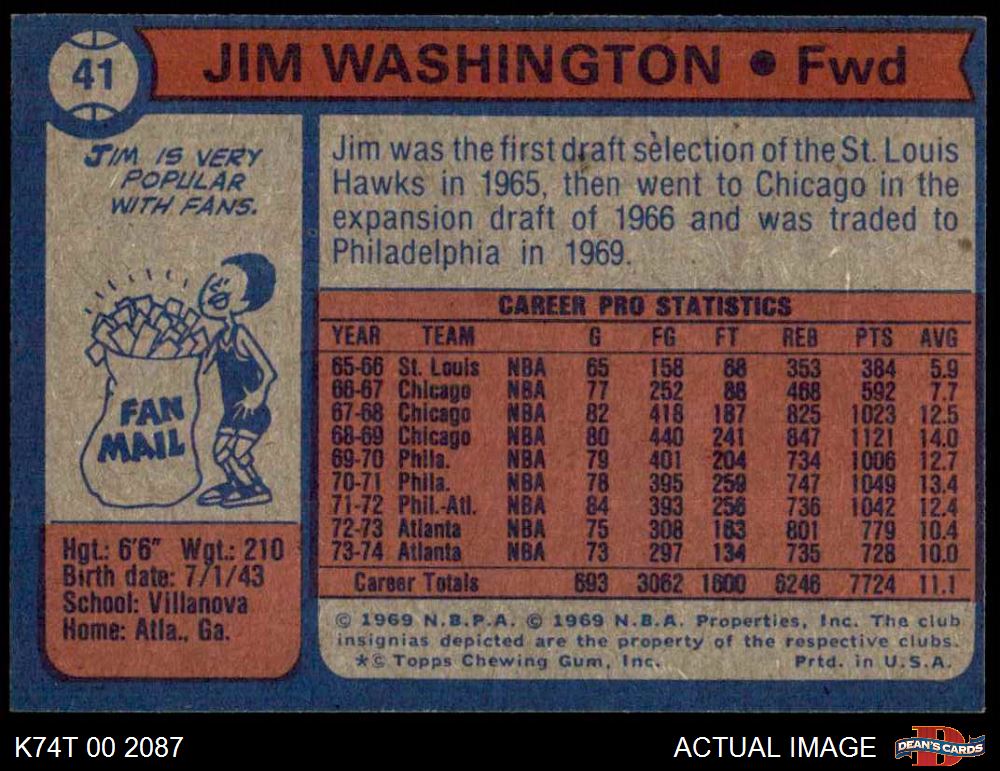 41
JIM WASHINGTON • Fwd
JIM IS VERY
POPULAR
WITH FANS.
FAN
MAIL
Hgt.: 6'6" Wgt.: 210
Birth date: 7/1/43
School: Villanova
Home: Atla., Ga.
Jim was the first draft selection of the St. Louis
Hawks in 1965, then went to Chicago in the
expansion draft of 1966 and was traded to
Philadelphia in 1969.
CAREER PRO STATISTICS
YEAR TEAM G FG FT REB PTS AVG
65-66 St. Louis NBA 65 158 68 353 384 5.9
66-67 Chicago NBA 77 252 88 468 592 7.7
67-68 Chicago NBA 82 418 187 825 1023 12.5
68-69 Chicago NBA 80 440 241 847 1121 14.0
69-70 Phila. NBA 79 401 204 734 1006 12.7
70-71 Phila. NBA 78 395 259 747 1049 13.4
71-72 Phil.-Atl. NBA 84 393 256 736 1042 12.4
72-73 Atlanta NBA 75 308 163 801 779 10.4
73-74 Atlanta NBA 73 297 134 735 728 10.0
Career Totals 693 3062 1600 6246 7724 11.1
© 1969 N.B.P.A. © 1969 N.B.A. Properties, Inc. The club
insignias depicted are the property of the respective clubs.
*© Topps Chewing Gum, Inc. Prtd. in U.S.A.
K74T 00 2087
ACTUAL IMAGE
DEAN'S CARDS